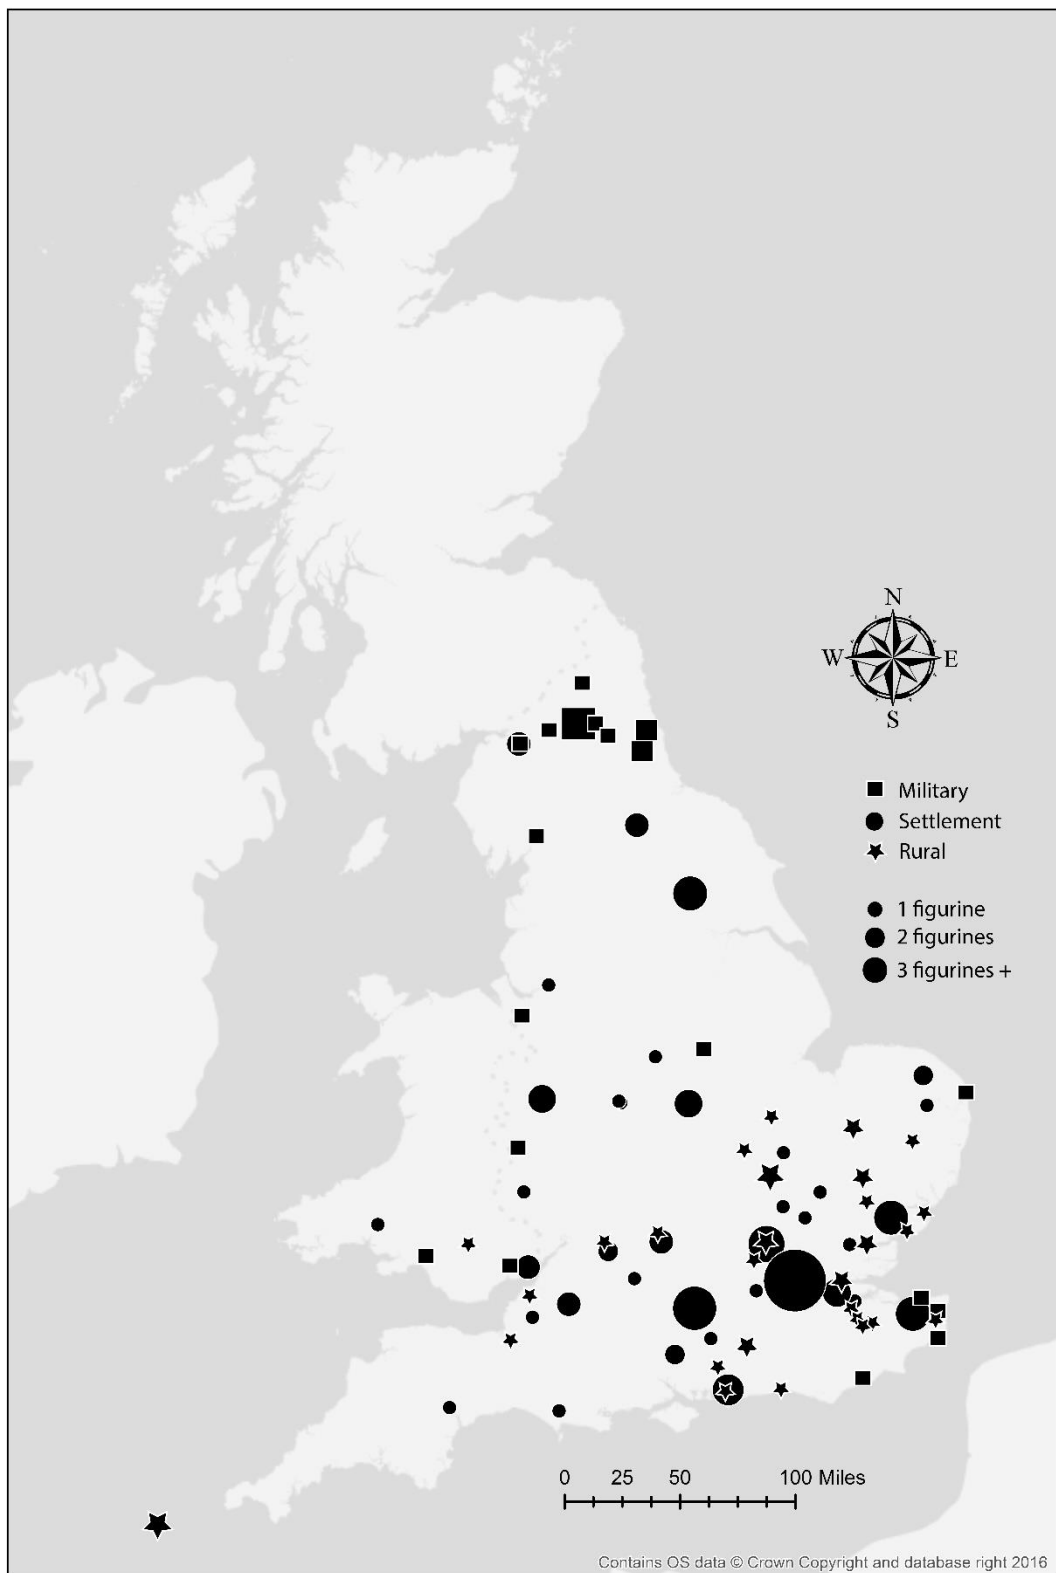 N
W E
S
Military
Settlement
Rural
1 figurine
2 figurines
3 figurines +
0 25 50 100 Miles
Contains OS data © Crown Copyright and database right 2016